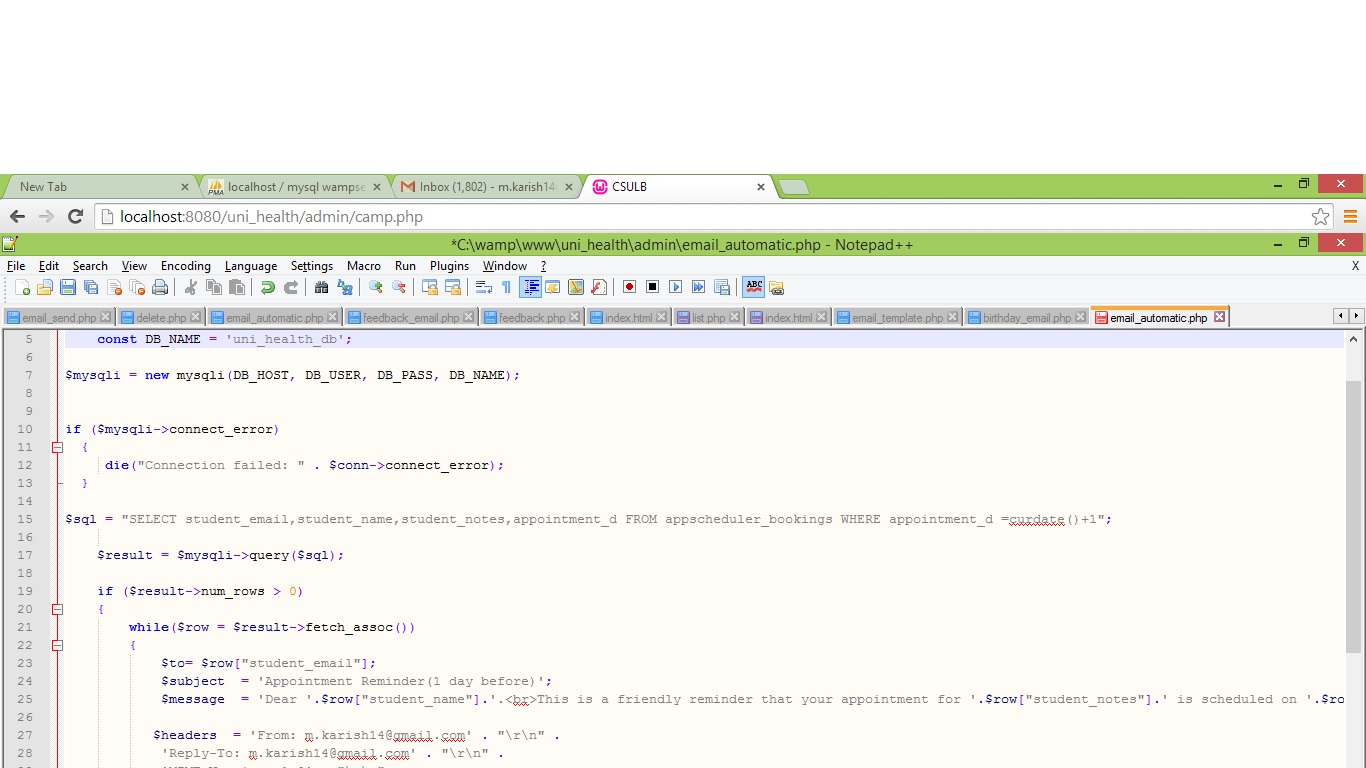 New Tab
localhost / mysql wampse
Inbox (1,802) - m.karish14
CSULB
localhost:8080/uni_health/admin/camp.php
*C:\wamp\www\uni_health\admin\email_automatic.php - Notepad++
File Edit Search View Encoding Language Settings Macro Run Plugins Window ? X
email_send.php delete.php email_automatic.php feedback_email.php feedback.php index.html list.php index.html email_template.php birthday_email.php email_automatic.php
5 const DB_NAME = 'uni_health_db';
6
7 $mysqli = new mysqli(DB_HOST, DB_USER, DB_PASS, DB_NAME);
8
9
10 if ($mysqli->connect_error)
11 {
12 die("Connection failed: " . $conn->connect_error);
13 }
14
15 $sql = "SELECT student_email,student_name,student_notes,appointment_d FROM appscheduler_bookings WHERE appointment_d =curdate()+1";
16
17 $result = $mysqli->query($sql);
18
19 if ($result->num_rows > 0)
20 {
21 while($row = $result->fetch_assoc())
22 {
23 $to= $row["student_email"];
24 $subject = 'Appointment Reminder(1 day before)';
25 $message = 'Dear '.$row["student_name"].'.<br>This is a friendly reminder that your appointment for '.$row["student_notes"].' is scheduled on '.$ro
26
27 $headers = 'From: m.karish14@gmail.com' . "\r\n" .
28 'Reply-To: m.karish14@gmail.com' . "\r\n" .